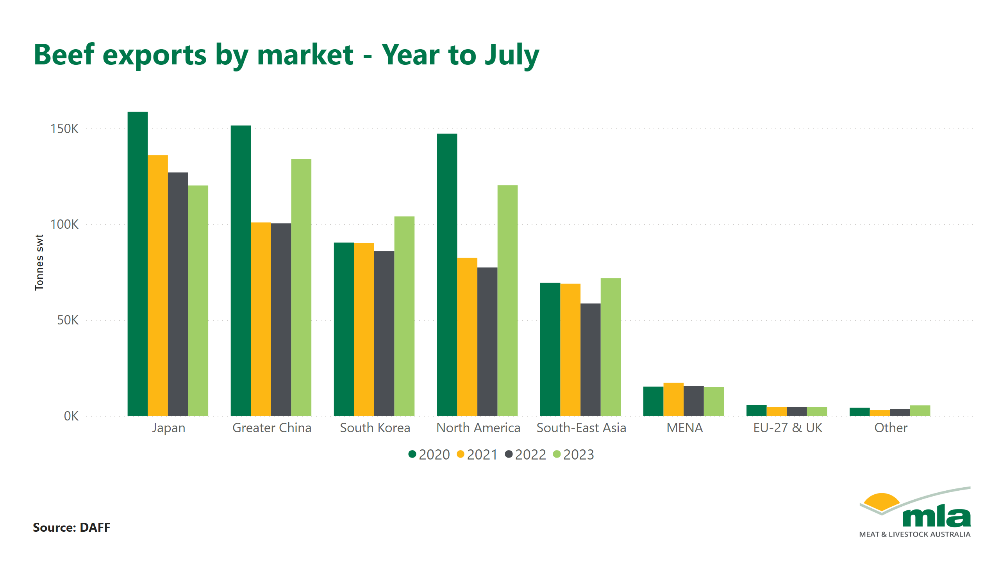 Beef exports by market - Year to July
150K
100K
50K
0K
Tonnes swt
Japan Greater China South Korea North America South-East Asia MENA EU-27 & UK Other
2020 2021 2022 2023
Source: DAFF
mla
MEAT & LIVESTOCK AUSTRALIA